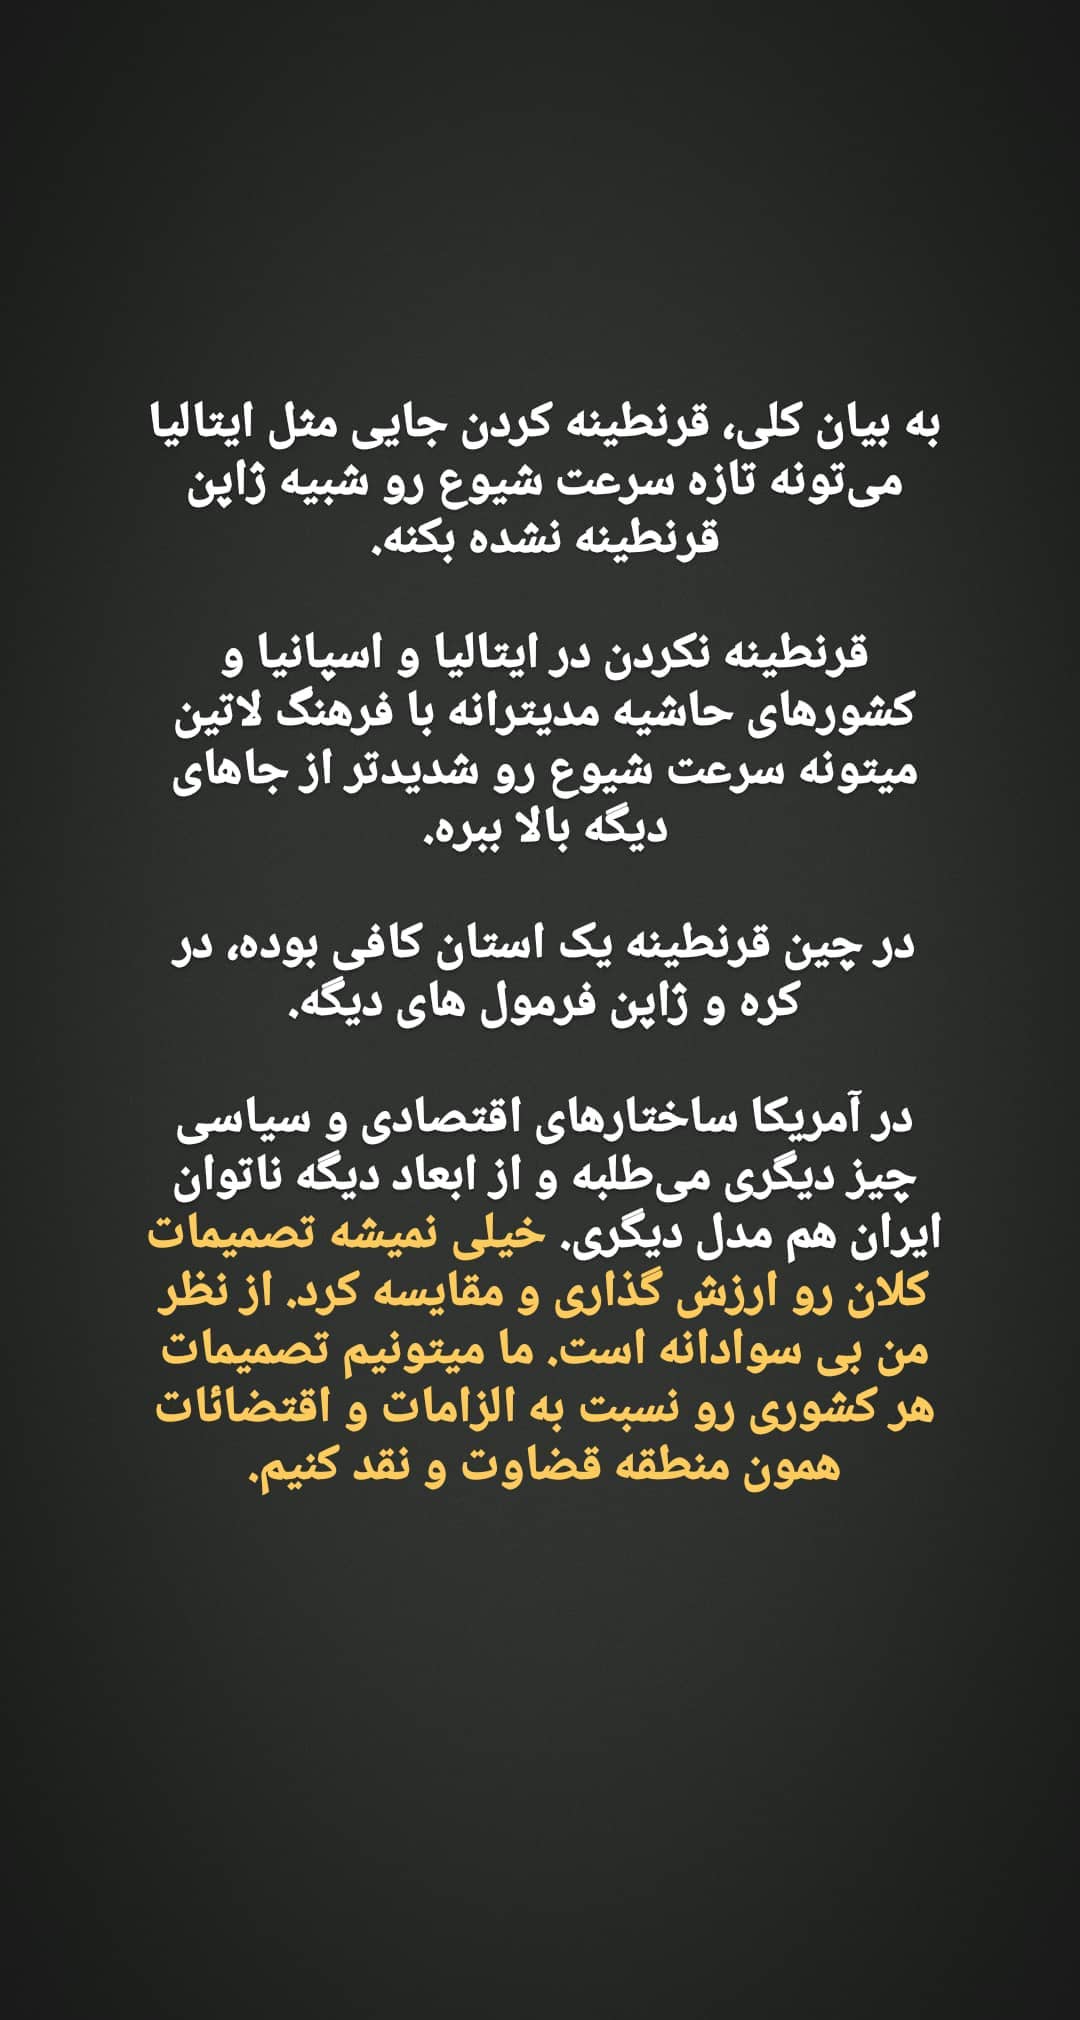 به بیان کلی، قرنطینه کردن جایی مثل ایتالیا
می‌تونه تازه سرعت شیوع رو شبیه ژاپن
قرنطینه نشده بکنه.
قرنطینه نکردن در ایتالیا و اسپانیا و
کشورهای حاشیه مدیترانه با فرهنگ لاتین
میتونه سرعت شیوع رو شدیدتر از جاهای
دیگه بالا ببره.
در چین قرنطینه یک استان کافی بوده، در
کره و ژاپن فرمول های دیگه.
در آمریکا ساختارهای اقتصادی و سیاسی
چیز دیگری می‌طلبه و از ابعاد دیگه ناتوان
ایران هم مدل دیگری. خیلی نمیشه تصمیمات
کلان رو ارزش گذاری و مقایسه کرد. از نظر
من بی سوادانه است. ما میتونیم تصمیمات
هر کشوری رو نسبت به الزامات و اقتضائات
همون منطقه قضاوت و نقد کنیم.